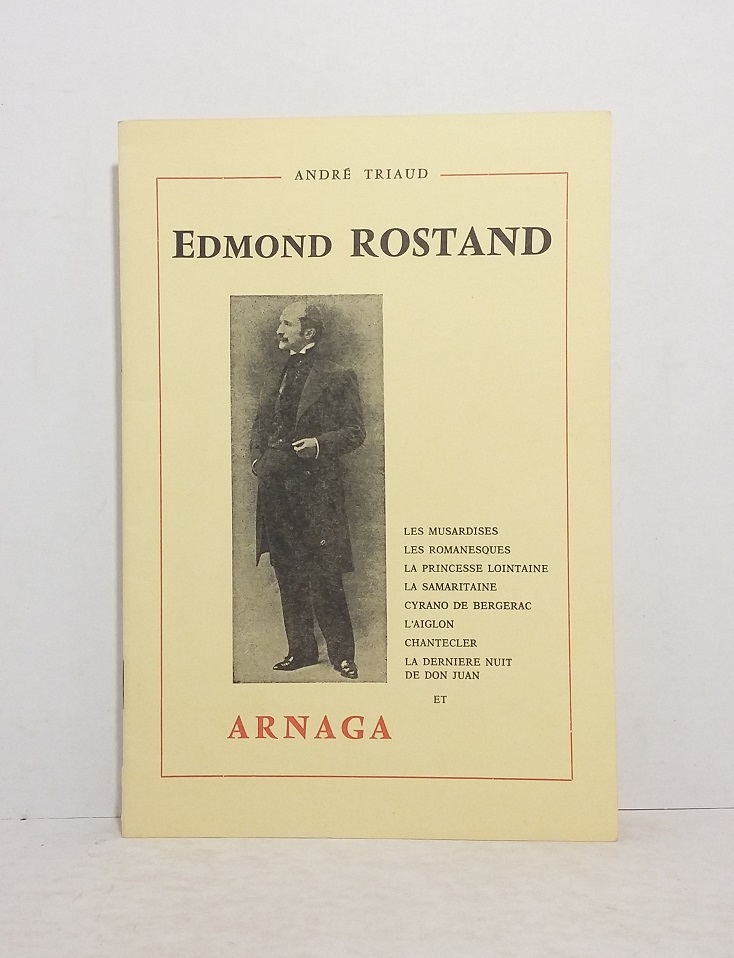 ANDRÉ TRIAUD
EDMOND ROSTAND
LES MUSARDISES
LES ROMANESQUES
LA PRINCESSE LOINTAINE
LA SAMARITAINE
CYRANO DE BERGERAC
L'AIGLON
CHANTECLER
LA DERNIERE NUIT
DE DON JUAN
ET
ARNAGA